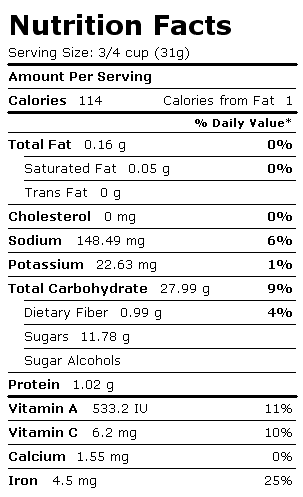 Nutrition Facts
Serving Size: 3/4 cup (31g)
Amount Per Serving
Calories 114 Calories from Fat 1
% Daily Value*
Total Fat 0.16 g 0%
Saturated Fat 0.05 g 0%
Trans Fat 0 g
Cholesterol 0 mg 0%
Sodium 148.49 mg 6%
Potassium 22.63 mg 1%
Total Carbohydrate 27.99 g 9%
Dietary Fiber 0.99 g 4%
Sugars 11.78 g
Sugar Alcohols
Protein 1.02 g
Vitamin A 533.2 IU 11%
Vitamin C 6.2 mg 10%
Calcium 1.55 mg 0%
Iron 4.5 mg 25%